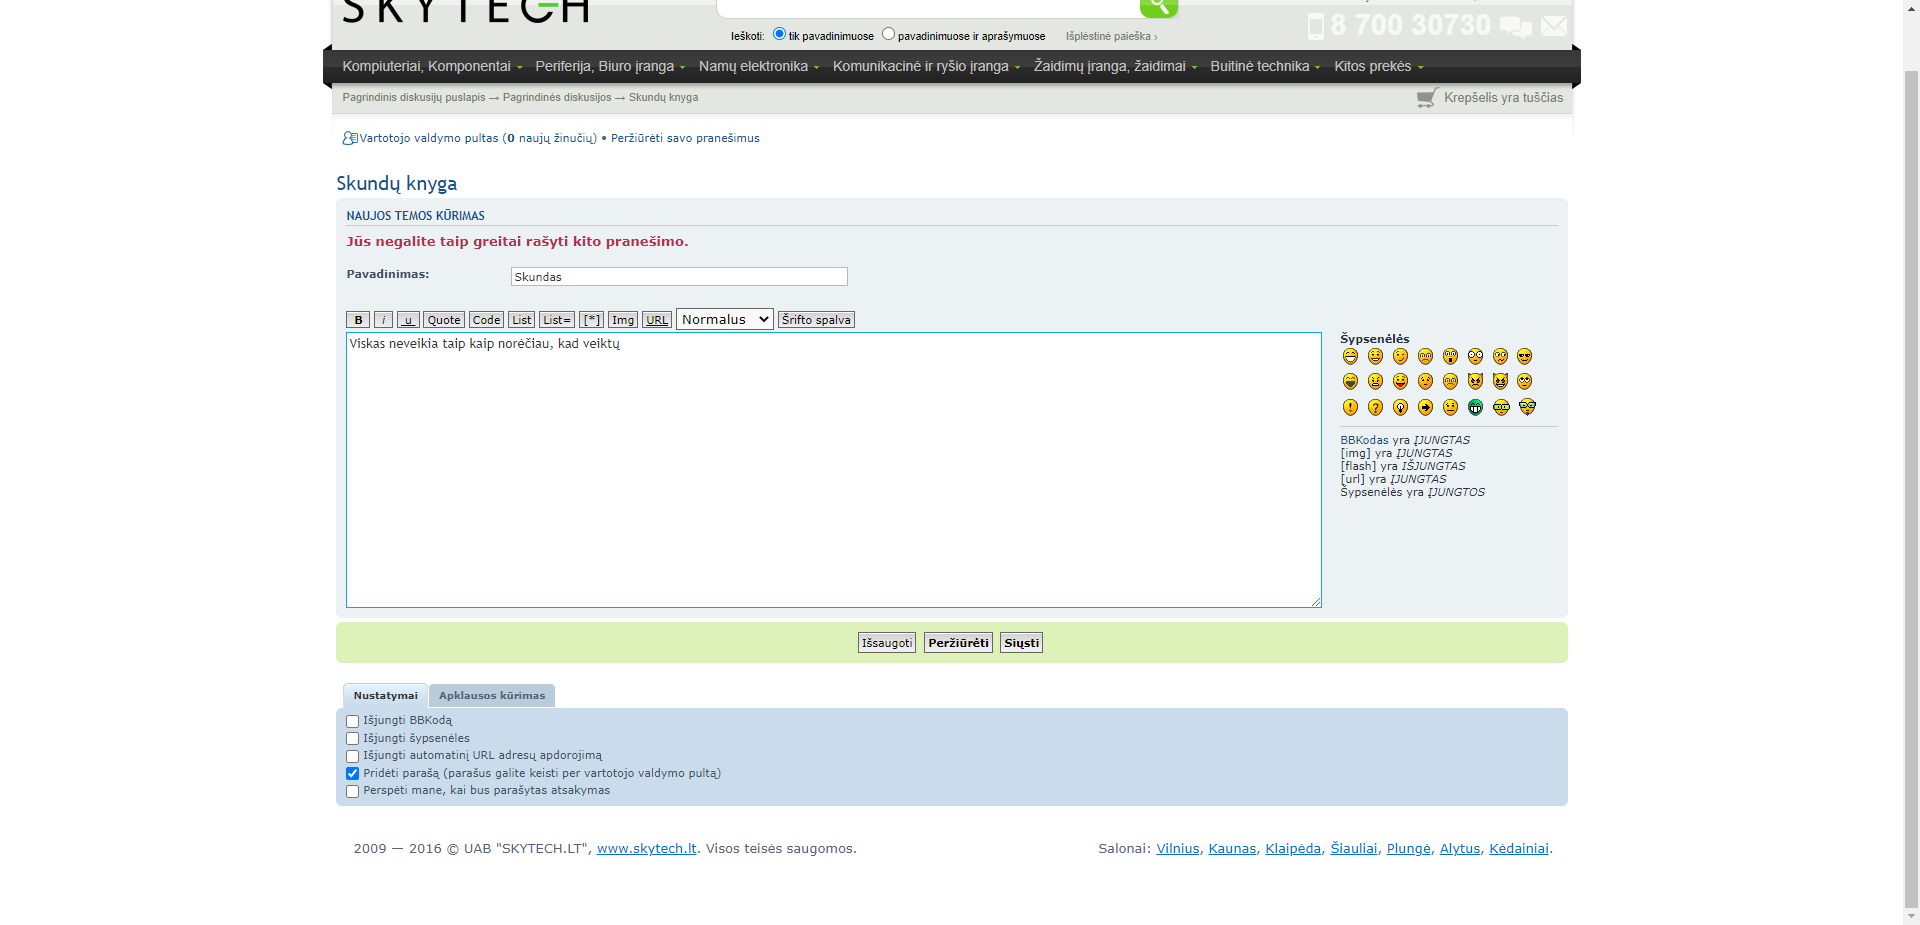 SKYTECH
Ieškoti: tik pavadinimuose pavadinimuose ir aprašymuose Išplėstinė paieška ›
8 700 30730
Kompiuteriai, Komponentai Periferija, Biuro įranga Namų elektronika Komunikacinė ir ryšio įranga Žaidimų įranga, žaidimai Buitinė technika Kitos prekės
Pagrindinis diskusijų puslapis → Pagrindinės diskusijos → Skundų knyga
Krepšelis yra tuščias
Vartotojo valdymo pultas (0 naujų žinučių) • Peržiūrėti savo pranešimus
Skundų knyga
NAUJOS TEMOS KŪRIMAS
Jūs negalite taip greitai rašyti kito pranešimo.
Pavadinimas: Skundas
B i u Quote Code List List= [*] Img URL Normalus Šrifto spalva
Viskas neveikia taip kaip norėčiau, kad veiktų
Šypsenėlės
BBKodas yra ĮJUNGTAS
[img] yra ĮJUNGTAS
[flash] yra IŠJUNGTAS
[url] yra ĮJUNGTAS
Šypsenėlės yra ĮJUNGTOS
Išsaugoti Peržiūrėti Siųsti
Nustatymai Apklausos kūrimas
Išjungti BBKodą
Išjungti šypsenėles
Išjungti automatinį URL adresų apdorojimą
Pridėti parašą (parašus galite keisti per vartotojo valdymo pultą)
Perspėti mane, kai bus parašytas atsakymas
2009 — 2016 © UAB "SKYTECH.LT", www.skytech.lt. Visos teisės saugomos.
Salonai: Vilnius, Kaunas, Klaipėda, Šiauliai, Plungė, Alytus, Kėdainiai.